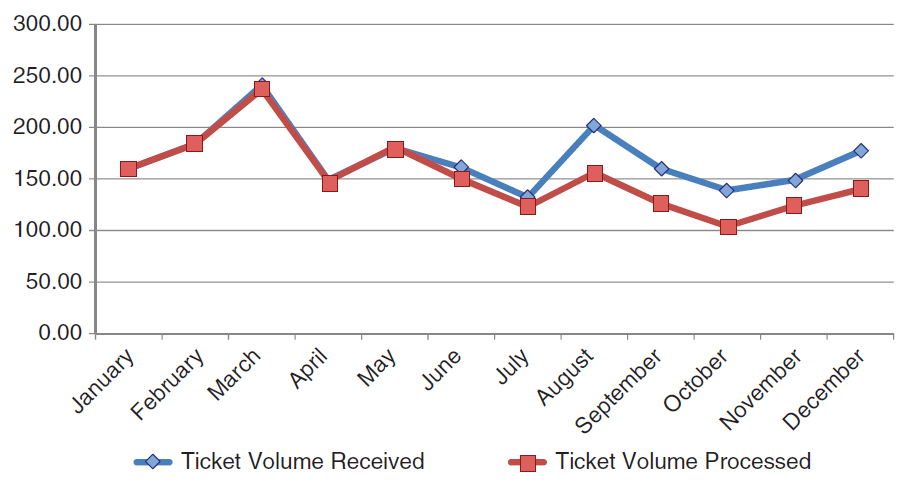 300.00
250.00
200.00
150.00
100.00
50.00
0.00
January
February
March
April
May
June
July
August
September
October
November
December
Ticket Volume Received
Ticket Volume Processed